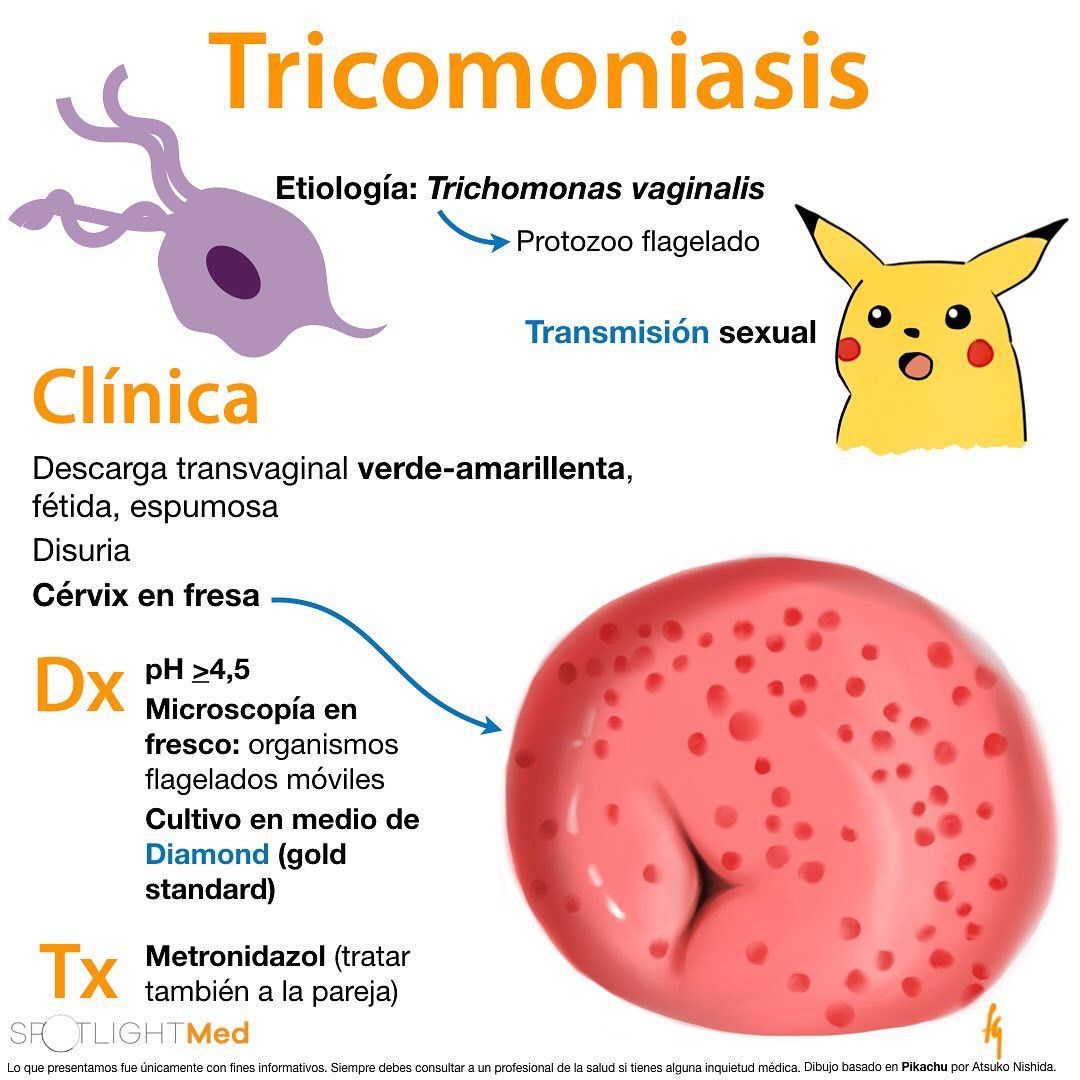 Tricomoniasis
Etiología: Trichomonas vaginalis
Protozoo flagelado
Transmisión sexual
Clínica
Descarga transvaginal verde-amarillenta,
fétida, espumosa
Disuria
Cérvix en fresa
Dx
pH ≥4,5
Microscopía en
fresco: organismos
flagelados móviles
Cultivo en medio de
Diamond (gold
standard)
Tx
Metronidazol (tratar
también a la pareja)
SPOTLIGHTMed
fg
Lo que presentamos fue únicamente con fines informativos. Siempre debes consultar a un profesional de la salud si tienes alguna inquietud médica. Dibujo basado en Pikachu por Atsuko Nishida.